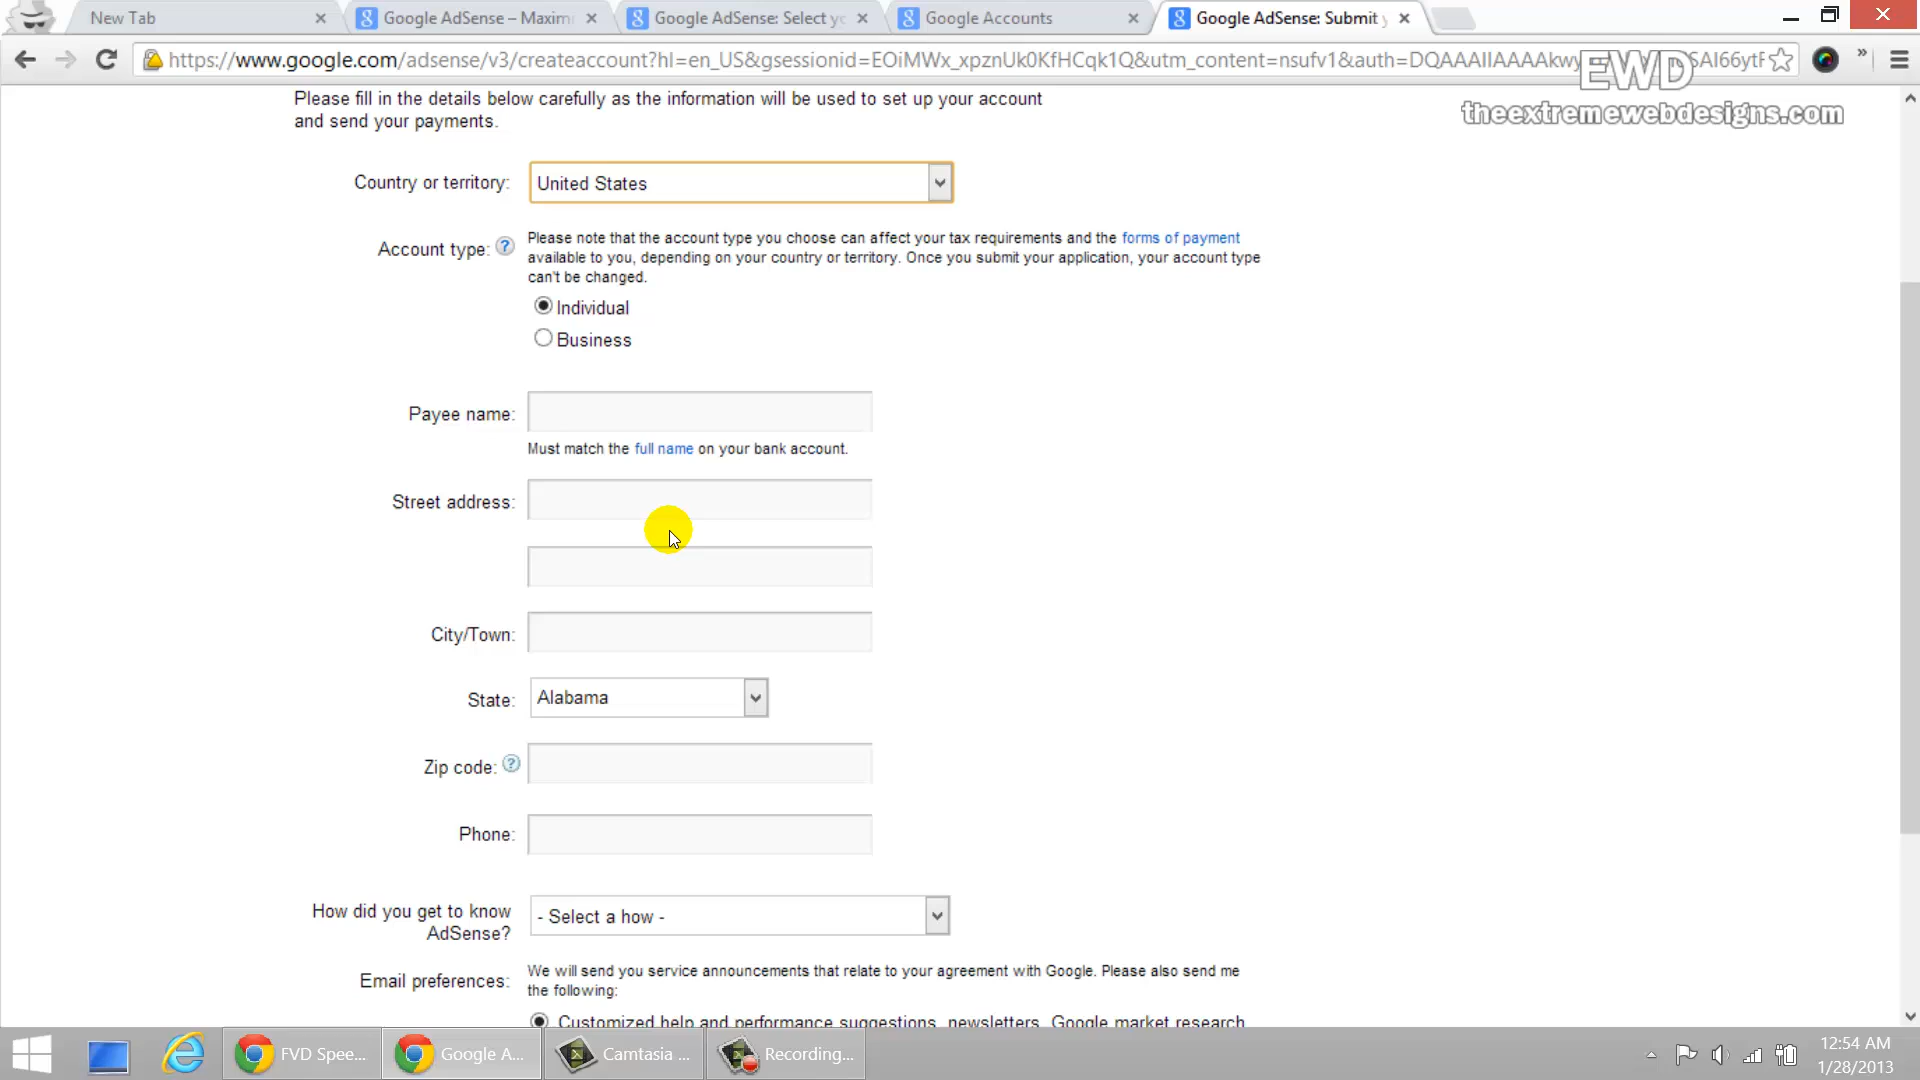 New Tab
Google AdSense – Maxim
Google AdSense: Select yo
Google Accounts
Google AdSense: Submit y
https://www.google.com/adsense/v3/createaccount?hl=en_US&gsessionid=EOiMWx_xpznUk0KfHCqk1Q&utm_content=nsufv1&auth=DQAAAIIAAAAkwy
EWD
theextremewebdesigns.com
Please fill in the details below carefully as the information will be used to set up your account
and send your payments.
Country or territory: United States
Account type: ? Please note that the account type you choose can affect your tax requirements and the forms of payment
available to you, depending on your country or territory. Once you submit your application, your account type
can't be changed.
Individual
Business
Payee name:
Must match the full name on your bank account.
Street address:
City/Town:
State: Alabama
Zip code: ?
Phone:
How did you get to know
AdSense?
- Select a how -
Email preferences: We will send you service announcements that relate to your agreement with Google. Please also send me
the following:
Customized help and performance suggestions, newsletters, Google market research
FVD Spee...
Google A...
Camtasia ...
Recording...
12:54 AM
1/28/2013